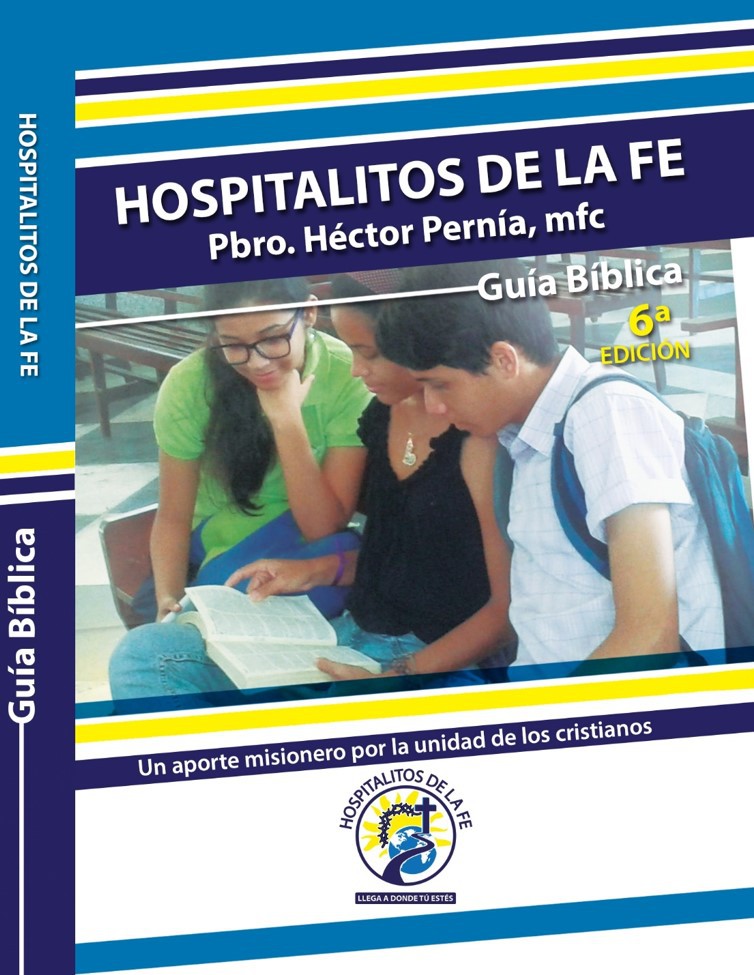 HOSPITALITOS DE LA FE
Guía Bíblica
HOSPITALITOS DE LA FE
Pbro. Héctor Pernía, mfc
Guía Bíblica
6ª
EDICIÓN
Un aporte misionero por la unidad de los cristianos
HOSPITALITOS DE LA FE
LLEGA A DONDE TÚ ESTÉS